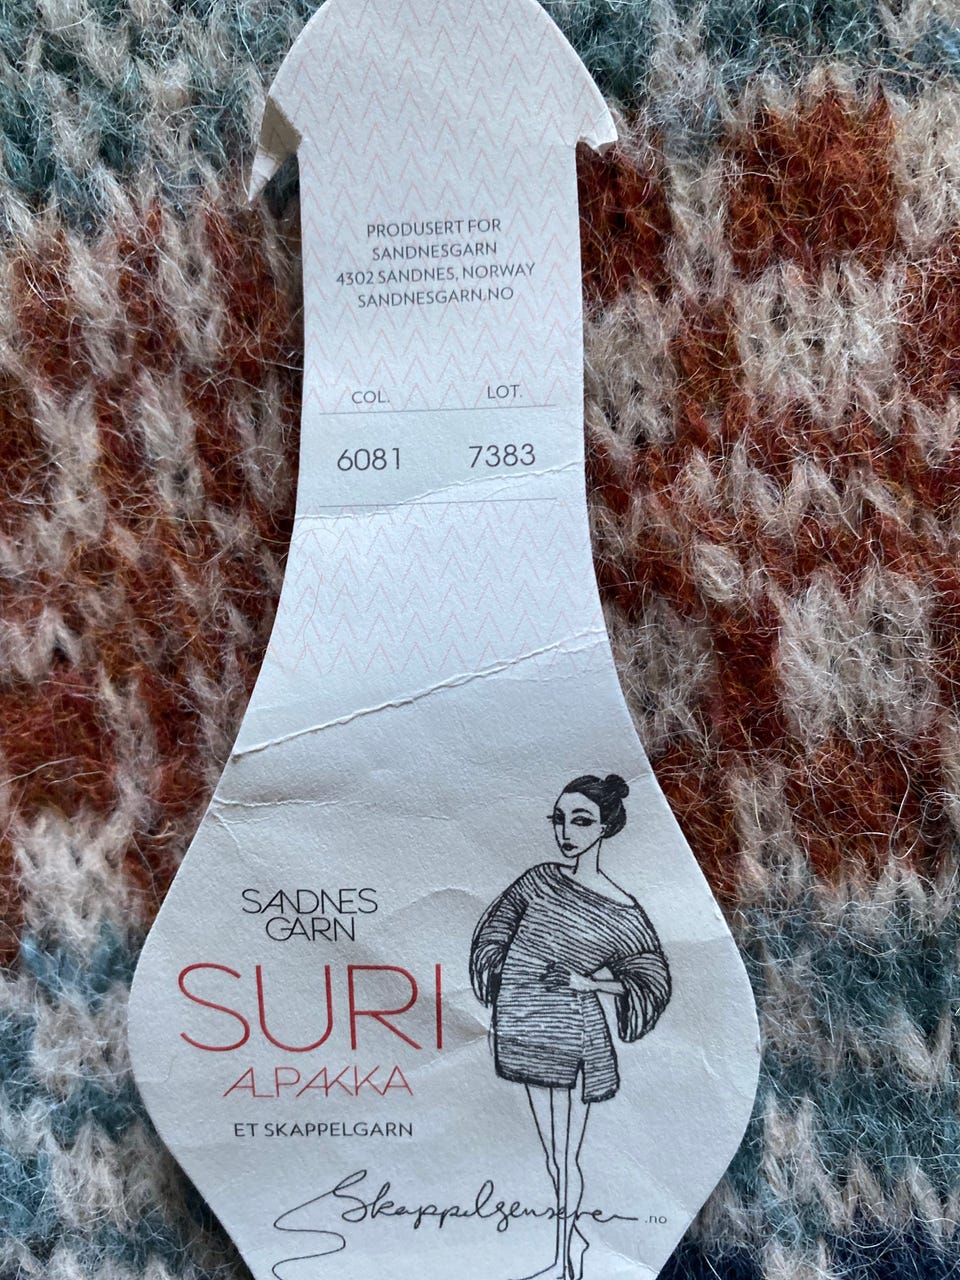 PRODUSERT FOR
SANDNESGARN
4302 SANDNES, NORWAY
SANDNESGARN.NO
COL. LOT.
6081 7383
SANDNES
GARN
SURI
ALPAKKA
ET SKAPPELGARN
Skappelgenseren.no